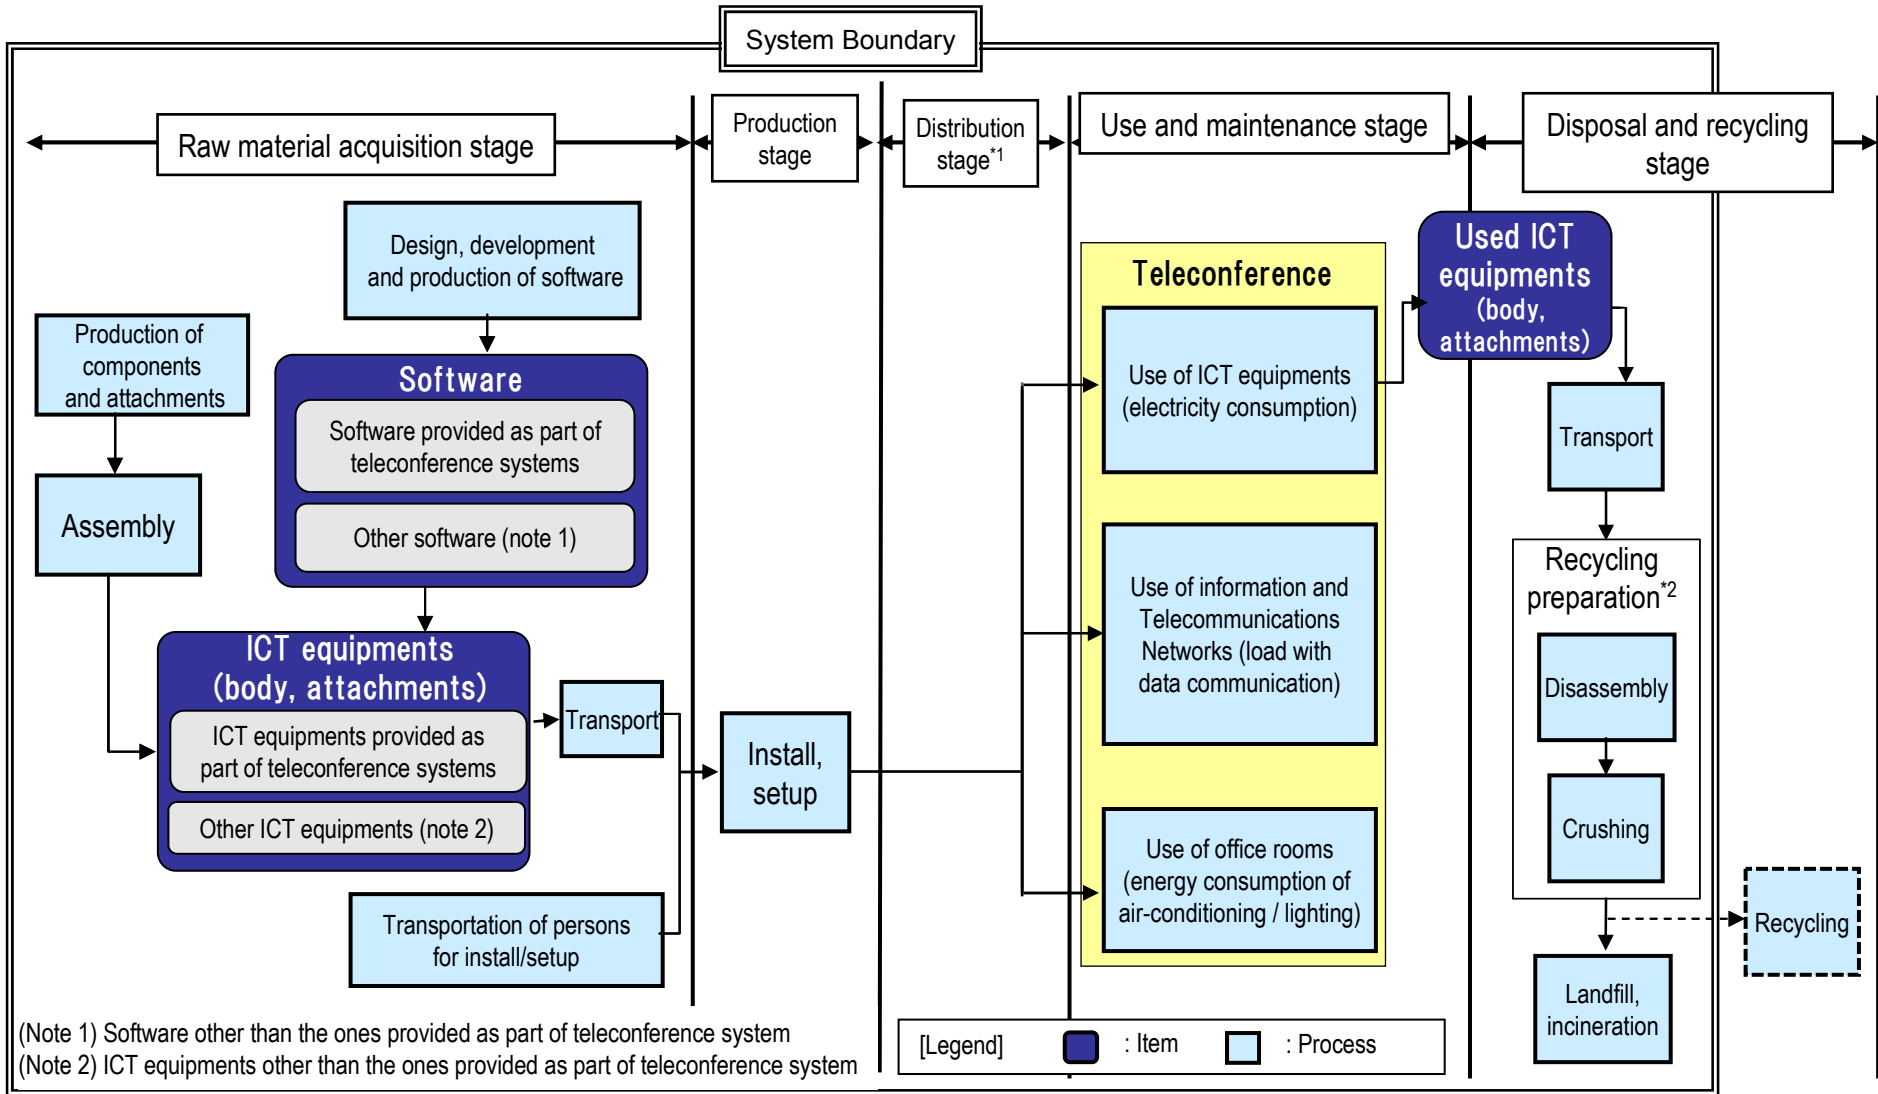 System Boundary
Raw material acquisition stage
Production
stage
Distribution
stage*1
Use and maintenance stage
Disposal and recycling
stage
Design, development
and production of software
Production of
components
and attachments
Assembly
Software
Software provided as part of
teleconference systems
Other software (note 1)
ICT equipments
(body, attachments)
ICT equipments provided as
part of teleconference systems
Other ICT equipments (note 2)
Transport
Transportation of persons
for install/setup
Install,
setup
Teleconference
Use of ICT equipments
(electricity consumption)
Use of information and
Telecommunications
Networks (load with
data communication)
Use of office rooms
(energy consumption of
air-conditioning / lighting)
Used ICT
equipments
(body,
attachments)
Transport
Recycling
preparation*2
Disassembly
Crushing
Recycling
Landfill,
incineration
(Note 1) Software other than the ones provided as part of teleconference system
(Note 2) ICT equipments other than the ones provided as part of teleconference system
[Legend]
: Item
: Process